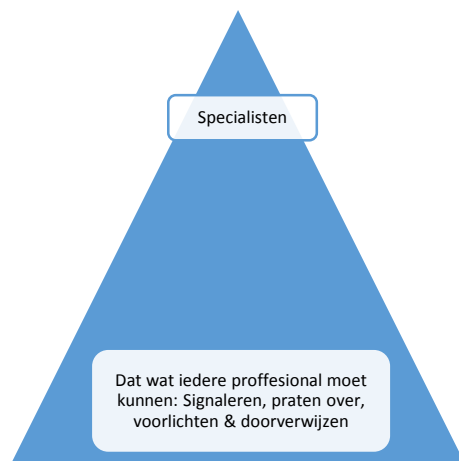 Specialisten
Dat wat iedere proffesional moet
kunnen: Signaleren, praten over,
voorlichten & doorverwijzen